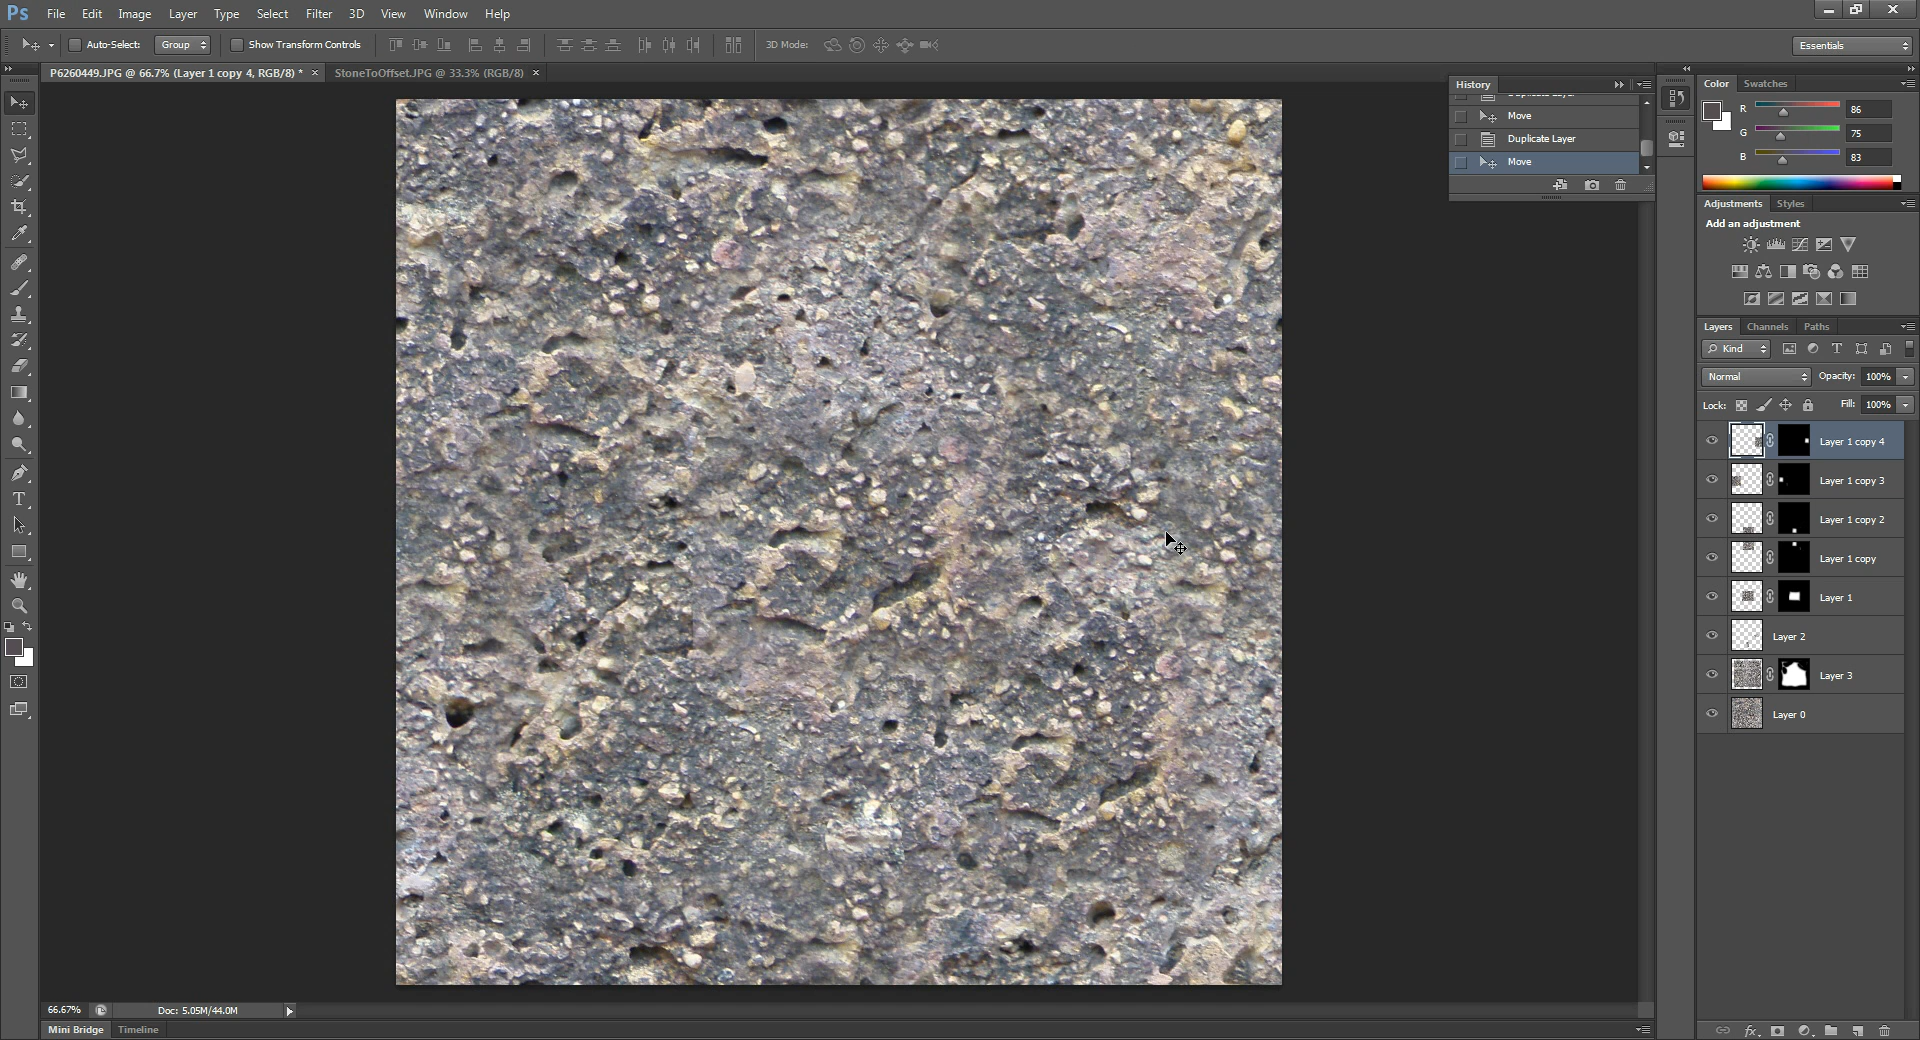 Ps File Edit Image Layer Type Select Filter 3D View Window Help
Auto-Select: Group Show Transform Controls 3D Mode: Essentials
P6260449.JPG @ 66.7% (Layer 1 copy 4, RGB/8) * × StoneToOffset.JPG @ 33.3% (RGB/8) ×
History
Move
Duplicate Layer
Move
Color Swatches
R 86
G 75
B 83
Adjustments Styles
Add an adjustment
Layers Channels Paths
Kind T
Normal Opacity: 100%
Lock: Fill: 100%
Layer 1 copy 4
Layer 1 copy 3
Layer 1 copy 2
Layer 1 copy
Layer 1
Layer 2
Layer 3
Layer 0
T
fx
66.67% Doc: 5.05M/44.0M
Mini Bridge Timeline